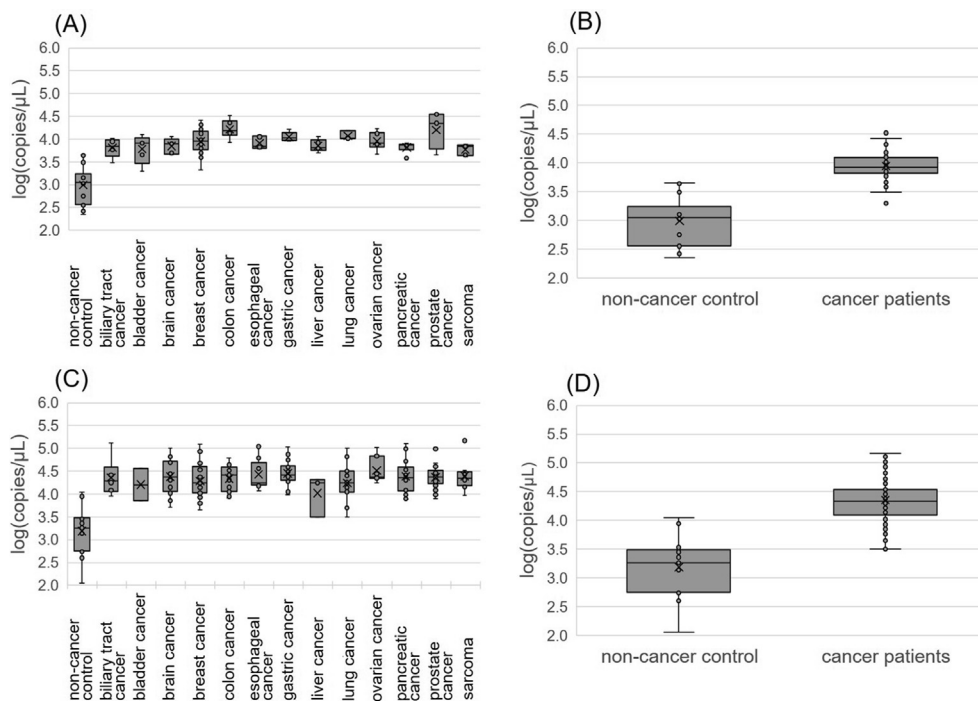 (A)
6.0
5.5
5.0
4.5
4.0
3.5
3.0
2.5
2.0
log(copies/µL)
non-cancer
control
biliary tract
cancer
bladder cancer
brain cancer
breast cancer
colon cancer
esophageal
cancer
gastric cancer
liver cancer
lung cancer
ovarian cancer
pancreatic
cancer
prostate
cancer
sarcoma
(B)
6.0
5.5
5.0
4.5
4.0
3.5
3.0
2.5
2.0
log(copies/µL)
non-cancer control
cancer patients
(C)
6.0
5.5
5.0
4.5
4.0
3.5
3.0
2.5
2.0
log(copies/µL)
non-cancer
control
biliary tract
cancer
bladder cancer
brain cancer
breast cancer
colon cancer
esophageal
cancer
gastric cancer
liver cancer
lung cancer
ovarian cancer
pancreatic
cancer
prostate
cancer
sarcoma
(D)
6.0
5.5
5.0
4.5
4.0
3.5
3.0
2.5
2.0
log(copies/µL)
non-cancer control
cancer patients